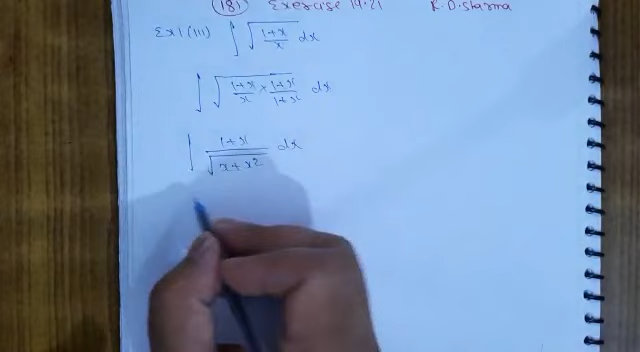 (181) Exercise 19.21 R.D. Sharma
Ex1(iii) ∫ √((1+x)/x) dx
∫ √((1+x)/x × (1+x)/(1+x)) dx
∫ (1+x)/√(x+x²) dx